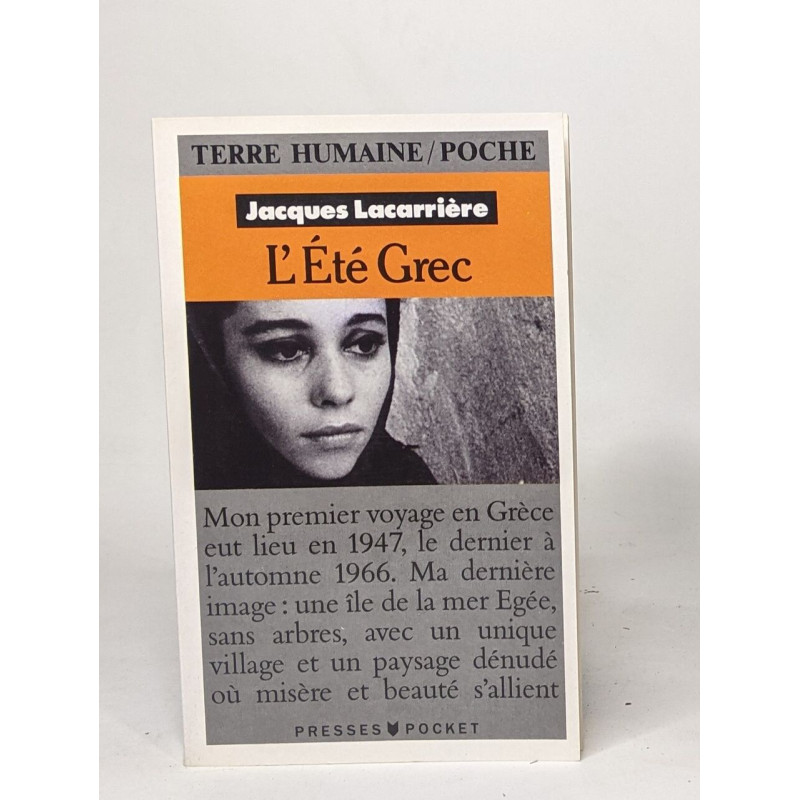 TERRE HUMAINE/POCHE
Jacques Lacarrière
L'Été Grec
Mon premier voyage en Grèce
eut lieu en 1947, le dernier à
l'automne 1966. Ma dernière
image : une île de la mer Egée,
sans arbres, avec un unique
village et un paysage dénudé
où misère et beauté s'allient
PRESSES POCKET